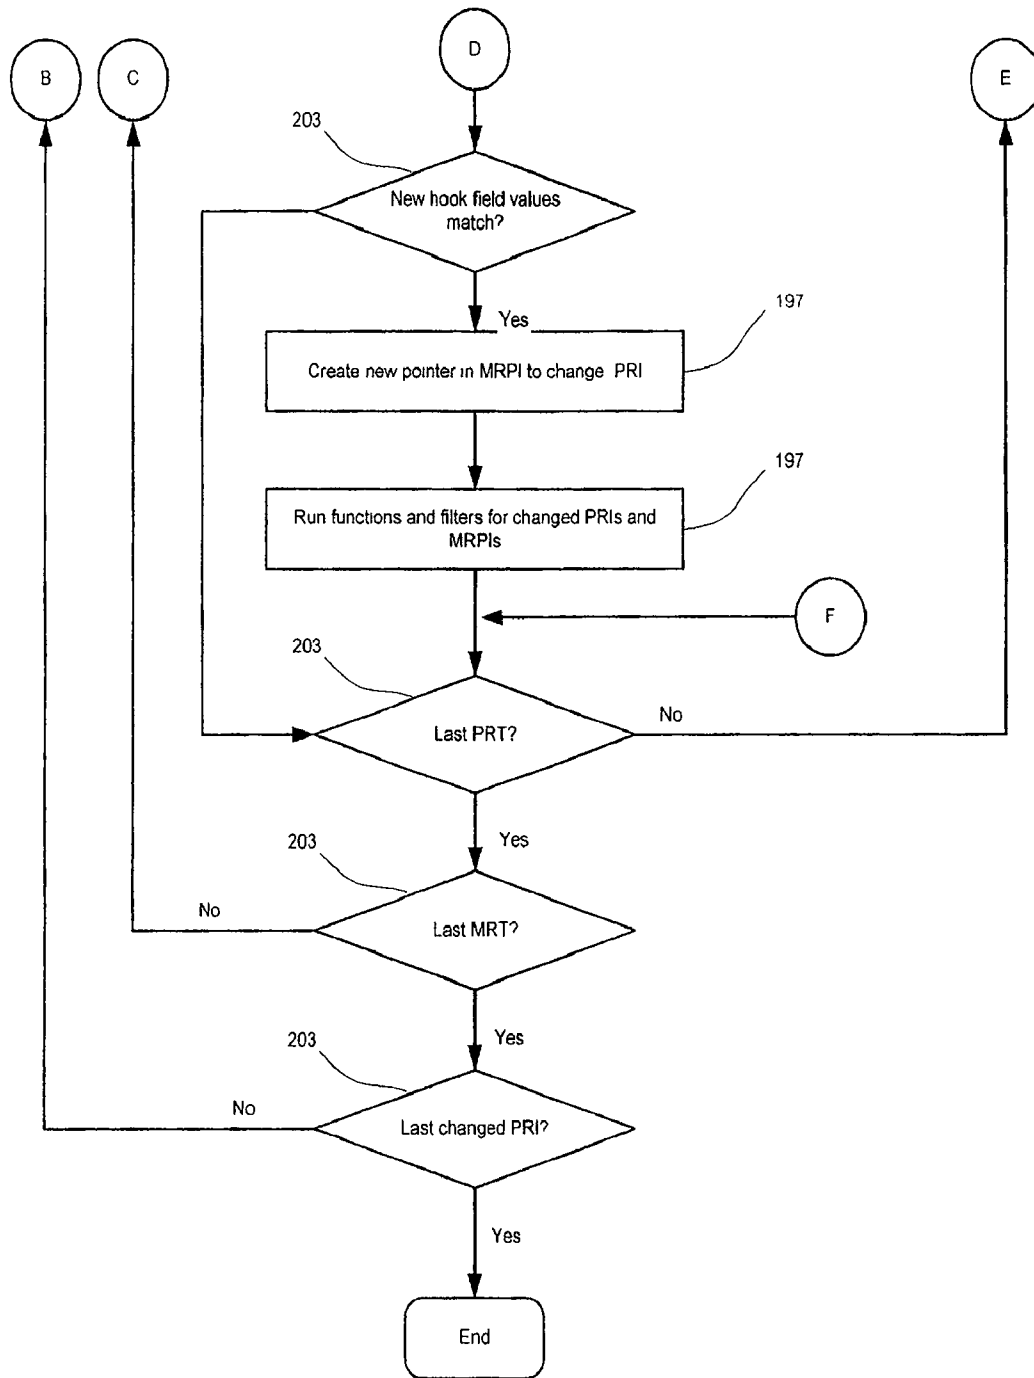 D
B
C
E
203
New hook field values
match?
Yes
197
Create new pointer in MRPI to change PRI
197
Run functions and filters for changed PRIs and
MRPIs
F
203
Last PRT?
No
Yes
203
Last MRT?
No
Yes
203
Last changed PRI?
No
Yes
End